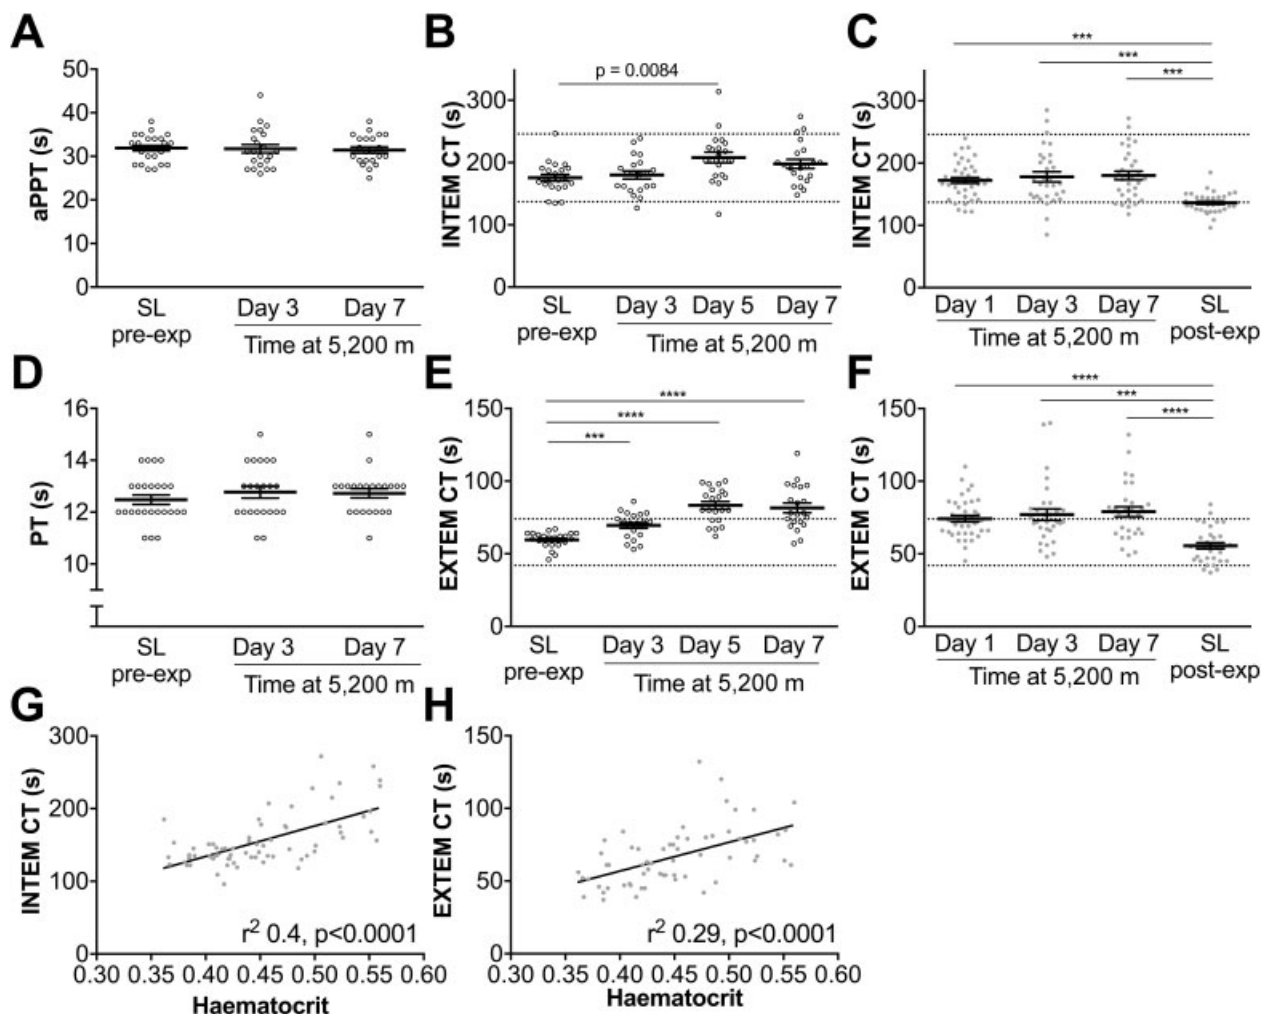 A
B
C
aPPT (s)
50
40
30
20
10
0
SL
pre-exp
Day 3
Day 7
Time at 5,200 m
INTEM CT (s)
300
200
100
0
p = 0.0084
SL
pre-exp
Day 3
Day 5
Day 7
Time at 5,200 m
INTEM CT (s)
300
200
100
0
***
***
***
Day 1
Day 3
Day 7
SL
post-exp
Time at 5,200 m
D
E
F
PT (s)
16
14
12
10
SL
pre-exp
Day 3
Day 7
Time at 5,200 m
EXTEM CT (s)
150
100
50
0
****
****
***
SL
pre-exp
Day 3
Day 5
Day 7
Time at 5,200 m
EXTEM CT (s)
150
100
50
0
****
***
****
Day 1
Day 3
Day 7
SL
post-exp
Time at 5,200 m
G
H
INTEM CT (s)
300
200
100
0
r² 0.4, p<0.0001
0.30 0.35 0.40 0.45 0.50 0.55 0.60
Haematocrit
EXTEM CT (s)
150
100
50
0
r² 0.29, p<0.0001
0.30 0.35 0.40 0.45 0.50 0.55 0.60
Haematocrit